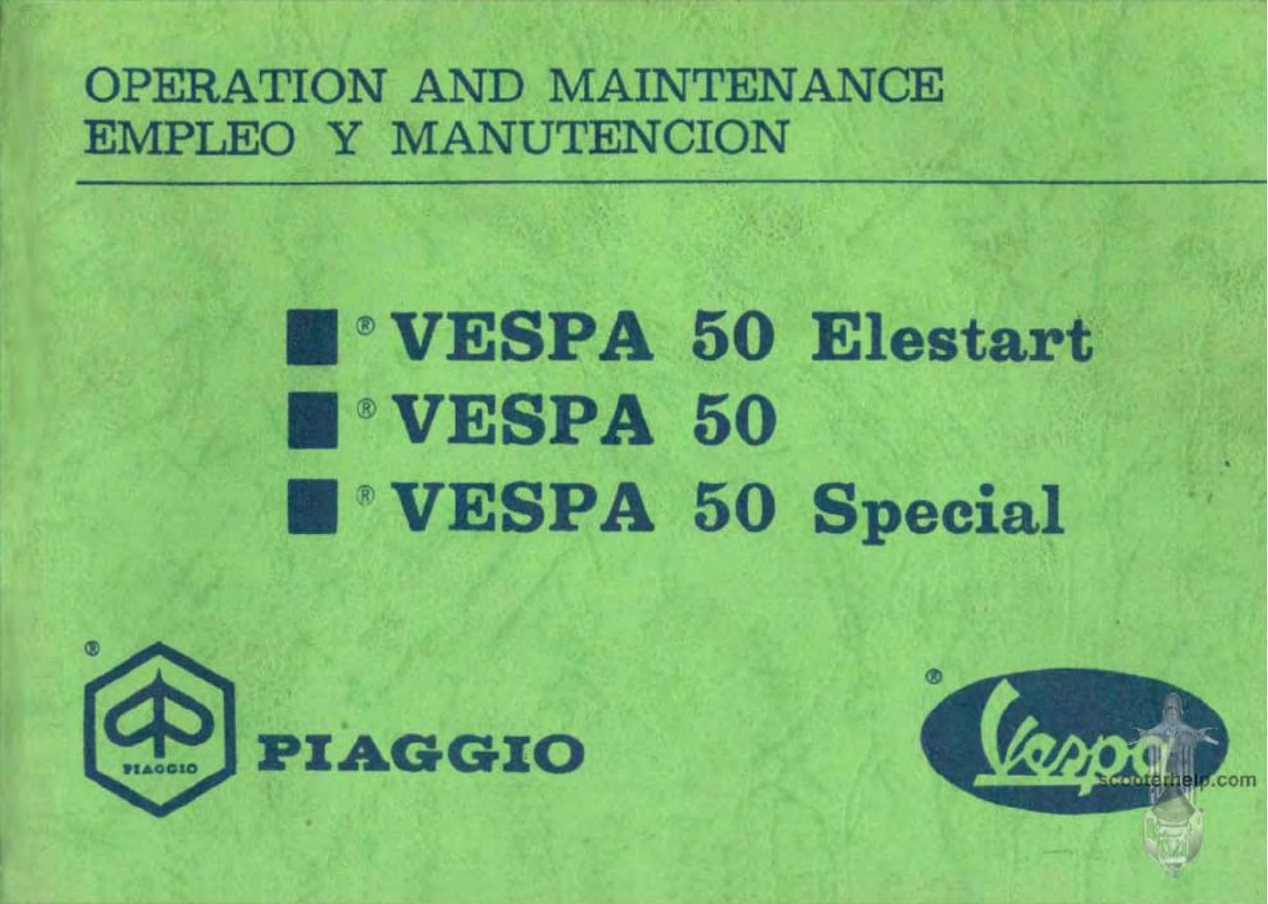 OPERATION AND MAINTENANCE
EMPLEO Y MANUTENCION
® VESPA 50 Elestart
® VESPA 50
® VESPA 50 Special
®
PIAGGIO
PIAGGIO
®
Vespa
scooterhelp.com